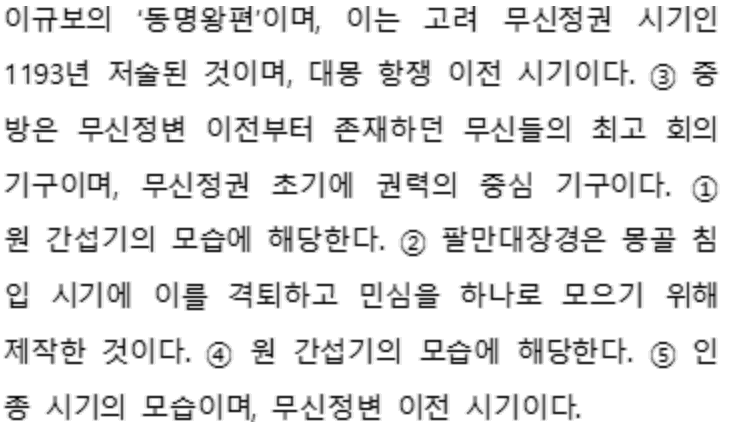 이규보의 ‘동명왕편’이며, 이는 고려 무신정권 시기인
1193년 저술된 것이며, 대몽 항쟁 이전 시기이다. ③ 중
방은 무신정변 이전부터 존재하던 무신들의 최고 회의
기구이며, 무신정권 초기에 권력의 중심 기구이다. ①
원 간섭기의 모습에 해당한다. ② 팔만대장경은 몽골 침
입 시기에 이를 격퇴하고 민심을 하나로 모으기 위해
제작한 것이다. ④ 원 간섭기의 모습에 해당한다. ⑤ 인
종 시기의 모습이며, 무신정변 이전 시기이다.